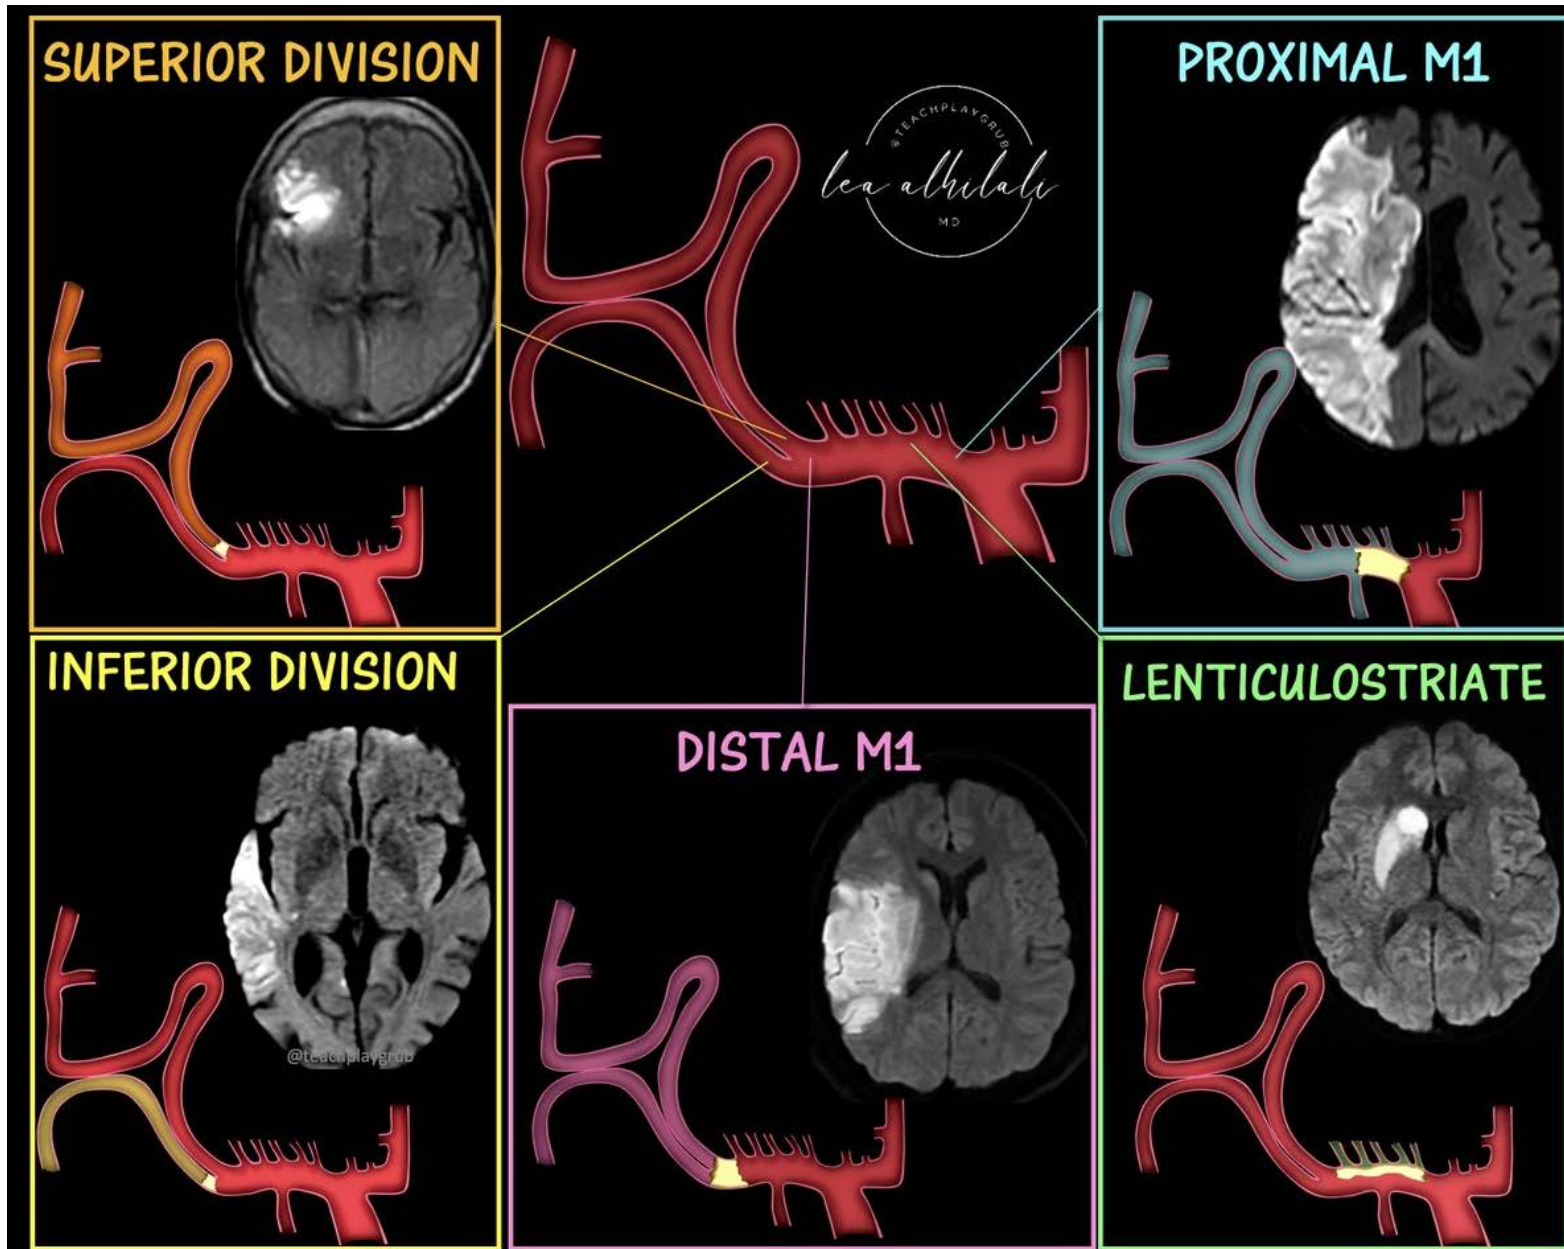 SUPERIOR DIVISION
@TEACHPLAYGRUB
lea alhilali
MD
PROXIMAL M1
INFERIOR DIVISION
@teachplaygrub
DISTAL M1
LENTICULOSTRIATE